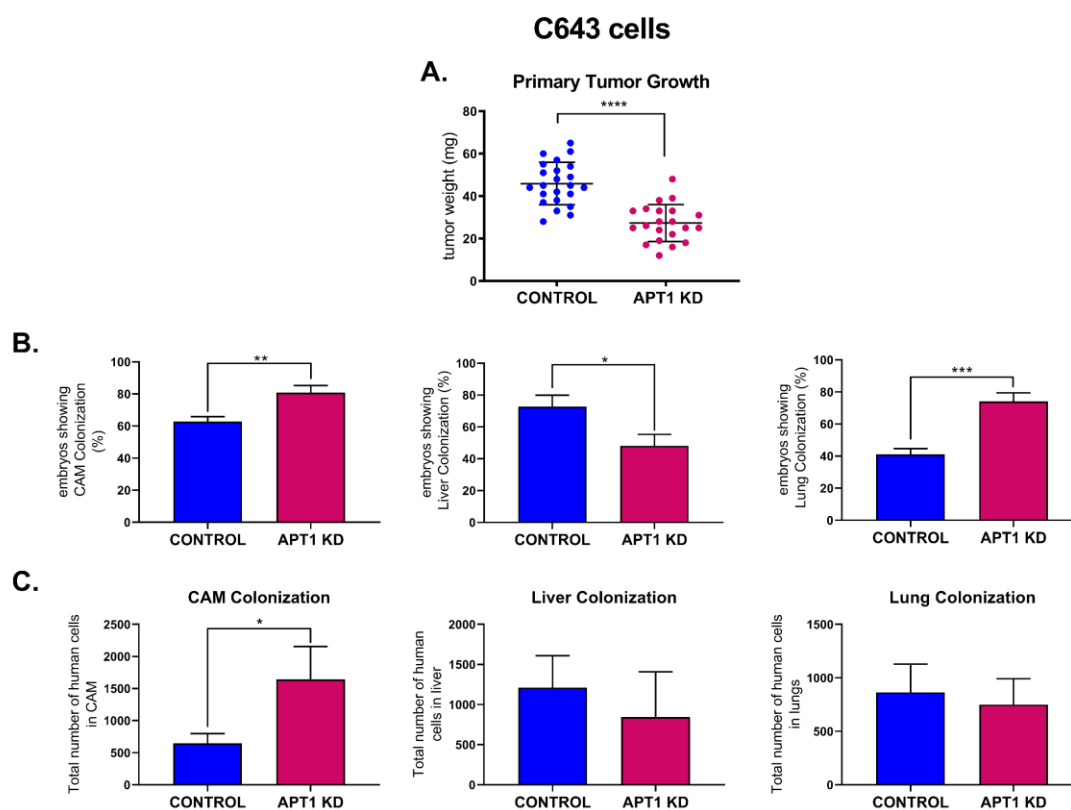 C643 cells
A.
Primary Tumor Growth
****
tumor weight (mg)
80
60
40
20
0
CONTROL
APT1 KD
B.
embryos showing
CAM Colonization
(%)
100
80
60
40
20
0
**
CONTROL
APT1 KD
embryos showing
Liver Colonization (%)
100
80
60
40
20
0
*
CONTROL
APT1 KD
embryos showing
Lung Colonization (%)
100
80
60
40
20
0
***
CONTROL
APT1 KD
C.
CAM Colonization
Total number of human cells
in CAM
2500
2000
1500
1000
500
0
*
CONTROL
APT1 KD
Liver Colonization
Total number of human
cells in liver
2000
1500
1000
500
0
CONTROL
APT1 KD
Lung Colonization
Total number of human cells
in lungs
1500
1000
500
0
CONTROL
APT1 KD